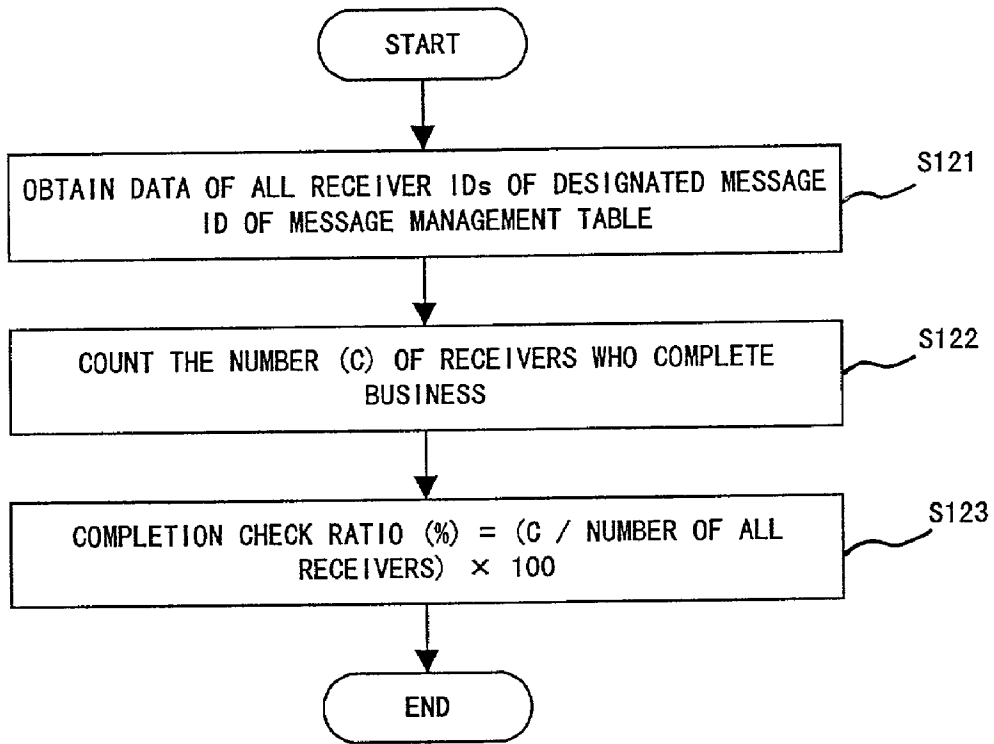 START
OBTAIN DATA OF ALL RECEIVER IDs OF DESIGNATED MESSAGE
ID OF MESSAGE MANAGEMENT TABLE
S121
COUNT THE NUMBER (C) OF RECEIVERS WHO COMPLETE
BUSINESS
S122
COMPLETION CHECK RATIO (%) = (C / NUMBER OF ALL
RECEIVERS) × 100
S123
END